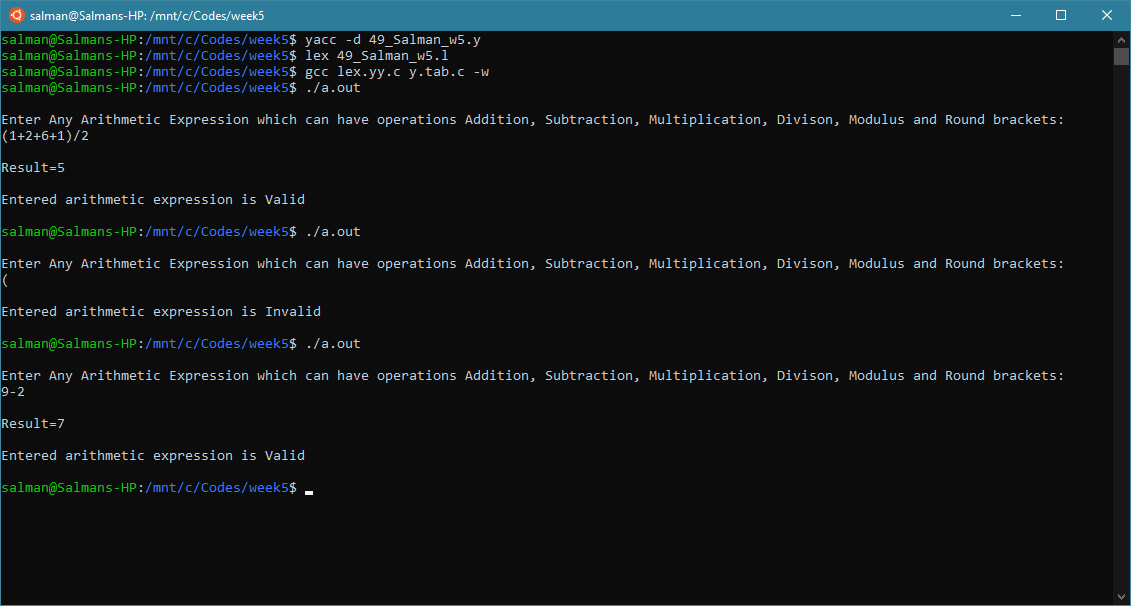 salman@Salmans-HP: /mnt/c/Codes/week5
salman@Salmans-HP:/mnt/c/Codes/week5$ yacc -d 49_Salman_w5.y
salman@Salmans-HP:/mnt/c/Codes/week5$ lex 49_Salman_w5.l
salman@Salmans-HP:/mnt/c/Codes/week5$ gcc lex.yy.c y.tab.c -w
salman@Salmans-HP:/mnt/c/Codes/week5$ ./a.out
Enter Any Arithmetic Expression which can have operations Addition, Subtraction, Multiplication, Divison, Modulus and Round brackets:
(1+2+6+1)/2
Result=5
Entered arithmetic expression is Valid
salman@Salmans-HP:/mnt/c/Codes/week5$ ./a.out
Enter Any Arithmetic Expression which can have operations Addition, Subtraction, Multiplication, Divison, Modulus and Round brackets:
(
Entered arithmetic expression is Invalid
salman@Salmans-HP:/mnt/c/Codes/week5$ ./a.out
Enter Any Arithmetic Expression which can have operations Addition, Subtraction, Multiplication, Divison, Modulus and Round brackets:
9-2
Result=7
Entered arithmetic expression is Valid
salman@Salmans-HP:/mnt/c/Codes/week5$